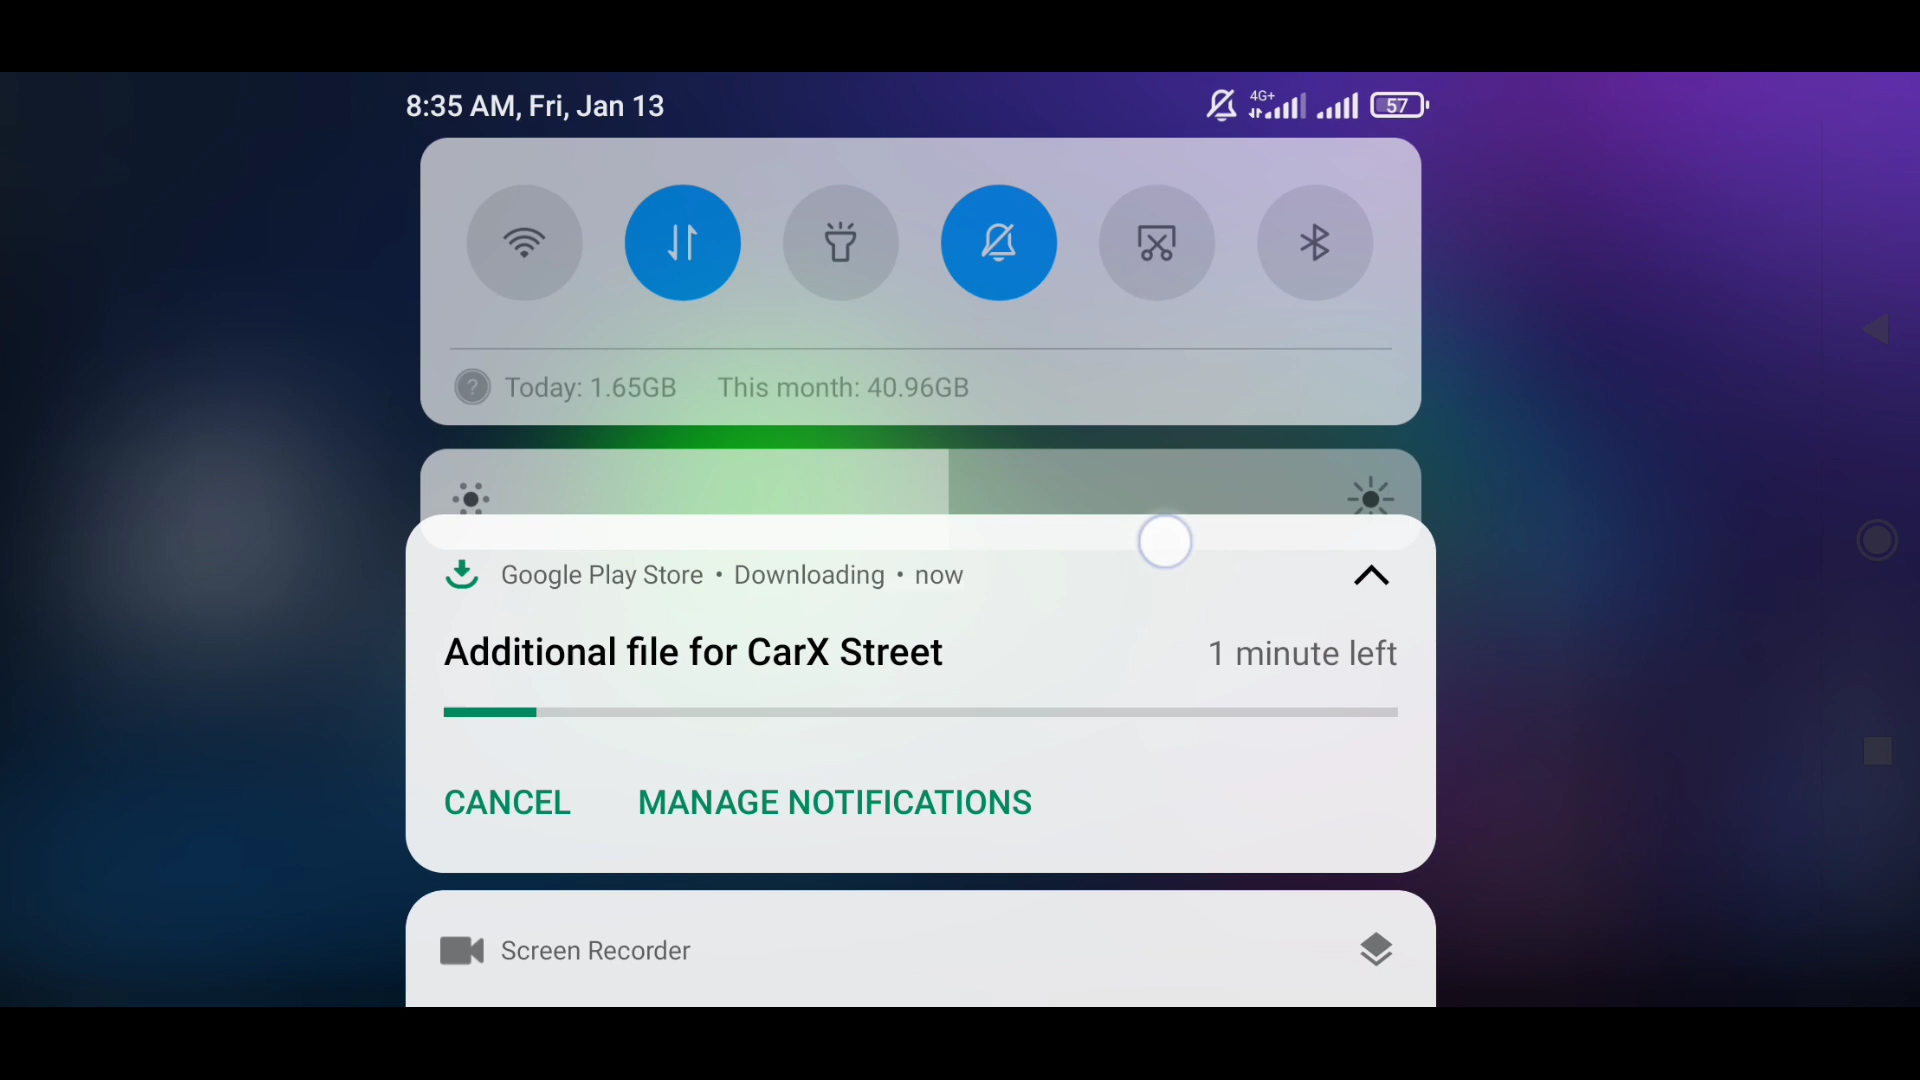 8:35 AM, Fri, Jan 13
4G+
57
? Today: 1.65GB This month: 40.96GB
Google Play Store • Downloading • now
Additional file for CarX Street 1 minute left
CANCEL MANAGE NOTIFICATIONS
Screen Recorder